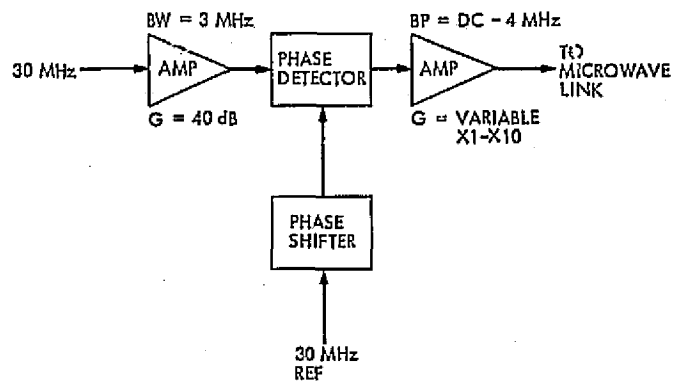 BW = 3 MHz
BP = DC - 4 MHz
30 MHz
AMP
PHASE
DETECTOR
AMP
TO
MICROWAVE
LINK
G = 40 dB
G = VARIABLE
X1-X10
PHASE
SHIFTER
30 MHz
REF